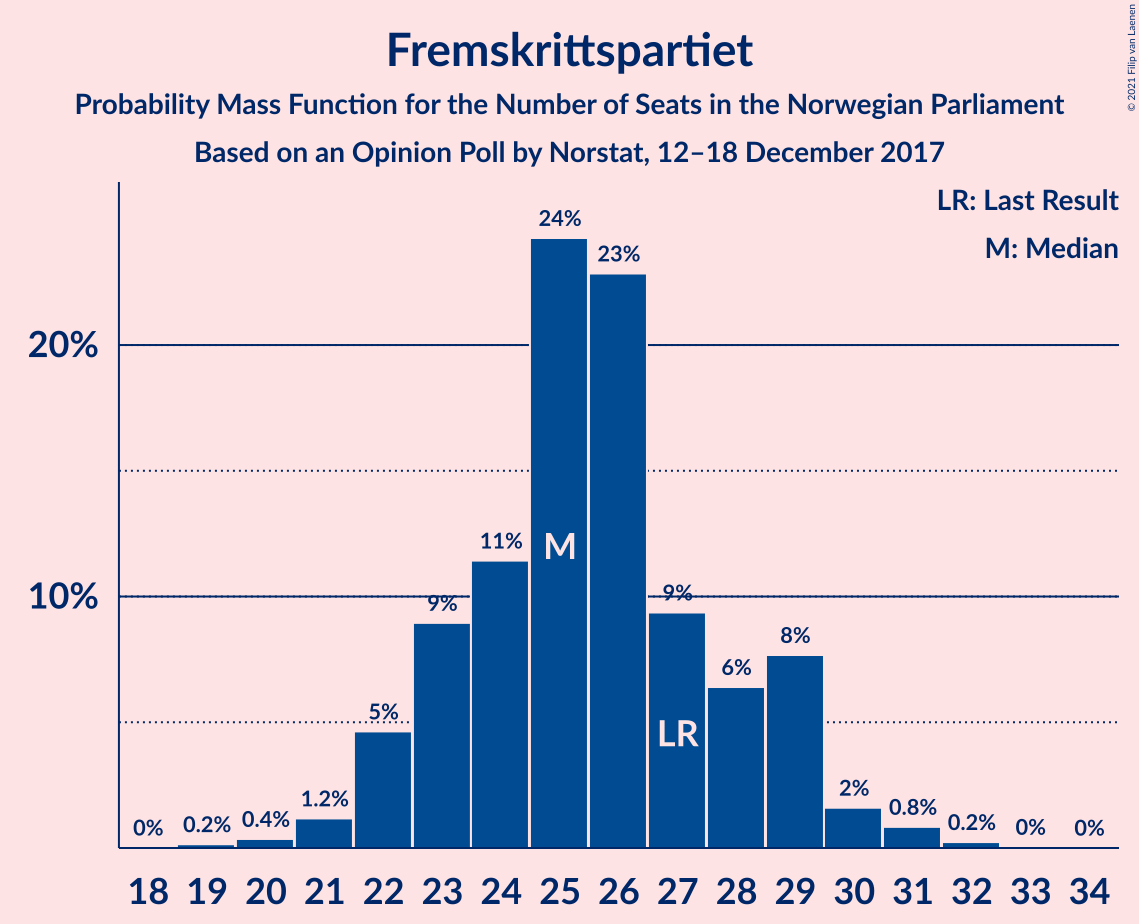 Fremskrittspartiet
Probability Mass Function for the Number of Seats in the Norwegian Parliament
Based on an Opinion Poll by Norstat, 12–18 December 2017
© 2021 Filip van Laenen
LR: Last Result
M: Median
24%
23%
20%
11%
M
10%
9%
9%
8%
6%
5%
LR
2%
1.2%
0.8%
0.4%
0.2%
0.2%
0%
0%
0%
18 19 20 21 22 23 24 25 26 27 28 29 30 31 32 33 34